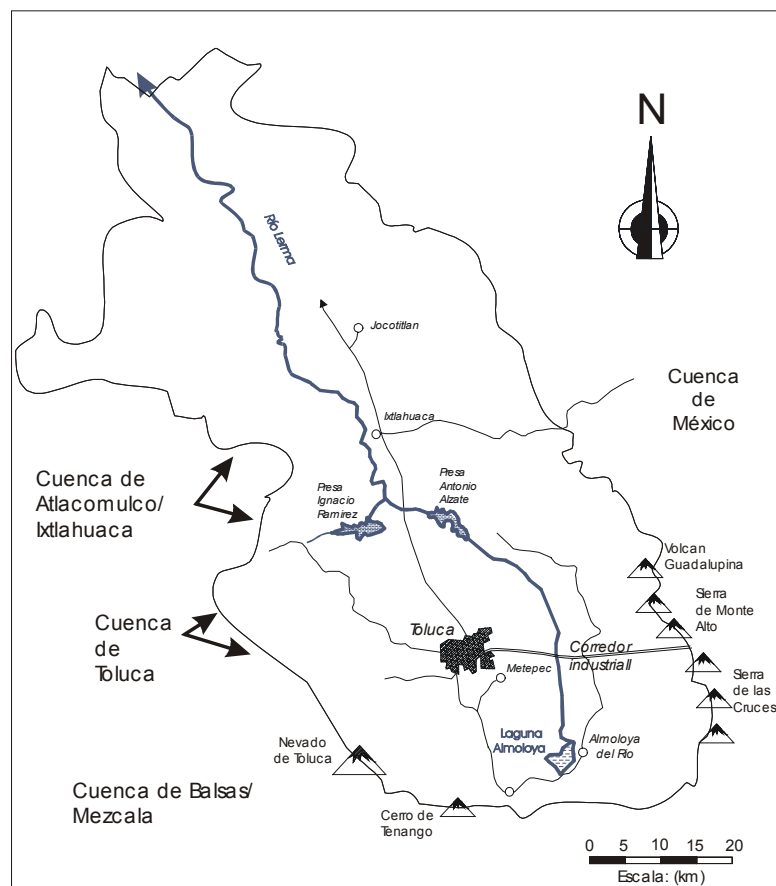 N
Río Lerma
Jocotitlan
Cuenca
de
México
Ixtlahuaca
Cuenca de
Atlacomulco/
Ixtlahuaca
Presa
Ignacio
Ramirez
Presa
Antonio
Alzate
Volcan
Guadalupina
Sierra
de Monte
Alto
Cuenca
de
Toluca
Toluca
Corredor
industriall
Metepec
Sierra
de las
Cruces
Laguna
Almoloya
Almoloya
del Río
Nevado
de Toluca
Cuenca de Balsas/
Mezcala
Cerro de
Tenango
0 5 10 15 20
Escala: (km)